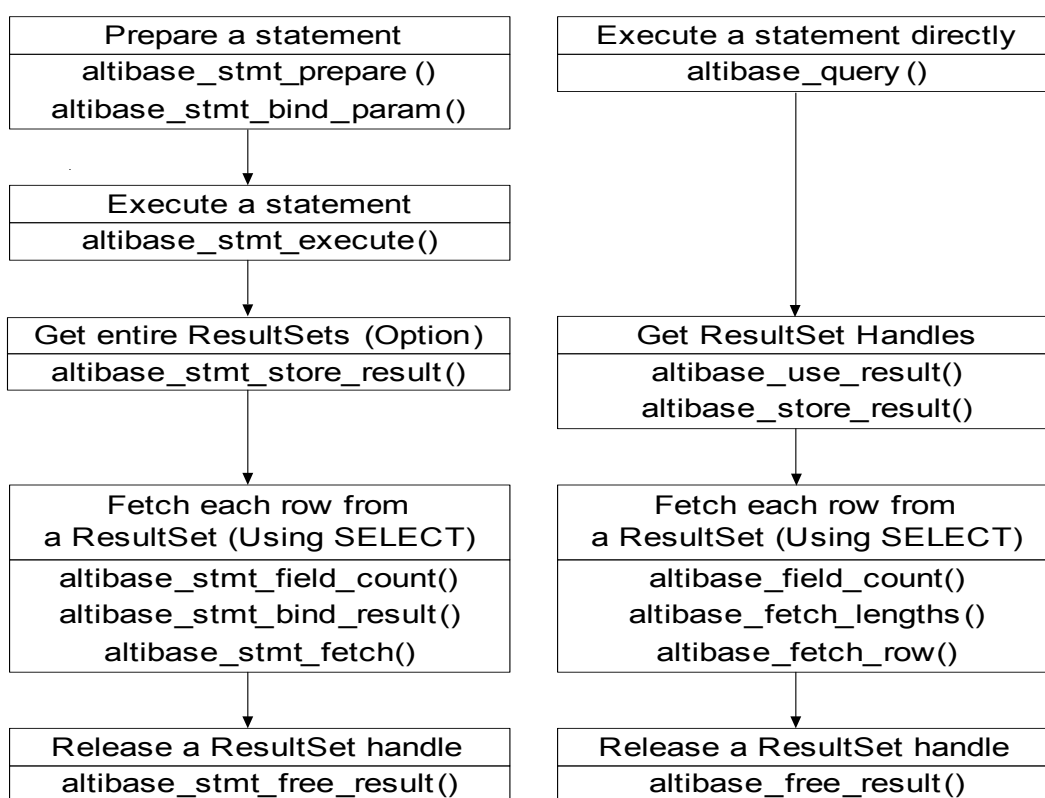 Prepare a statement
altibase_stmt_prepare()
altibase_stmt_bind_param()
Execute a statement
altibase_stmt_execute()
Get entire ResultSets (Option)
altibase_stmt_store_result()
Fetch each row from
a ResultSet (Using SELECT)
altibase_stmt_field_count()
altibase_stmt_bind_result()
altibase_stmt_fetch()
Release a ResultSet handle
altibase_stmt_free_result()
Execute a statement directly
altibase_query()
Get ResultSet Handles
altibase_use_result()
altibase_store_result()
Fetch each row from
a ResultSet (Using SELECT)
altibase_field_count()
altibase_fetch_lengths()
altibase_fetch_row()
Release a ResultSet handle
altibase_free_result()